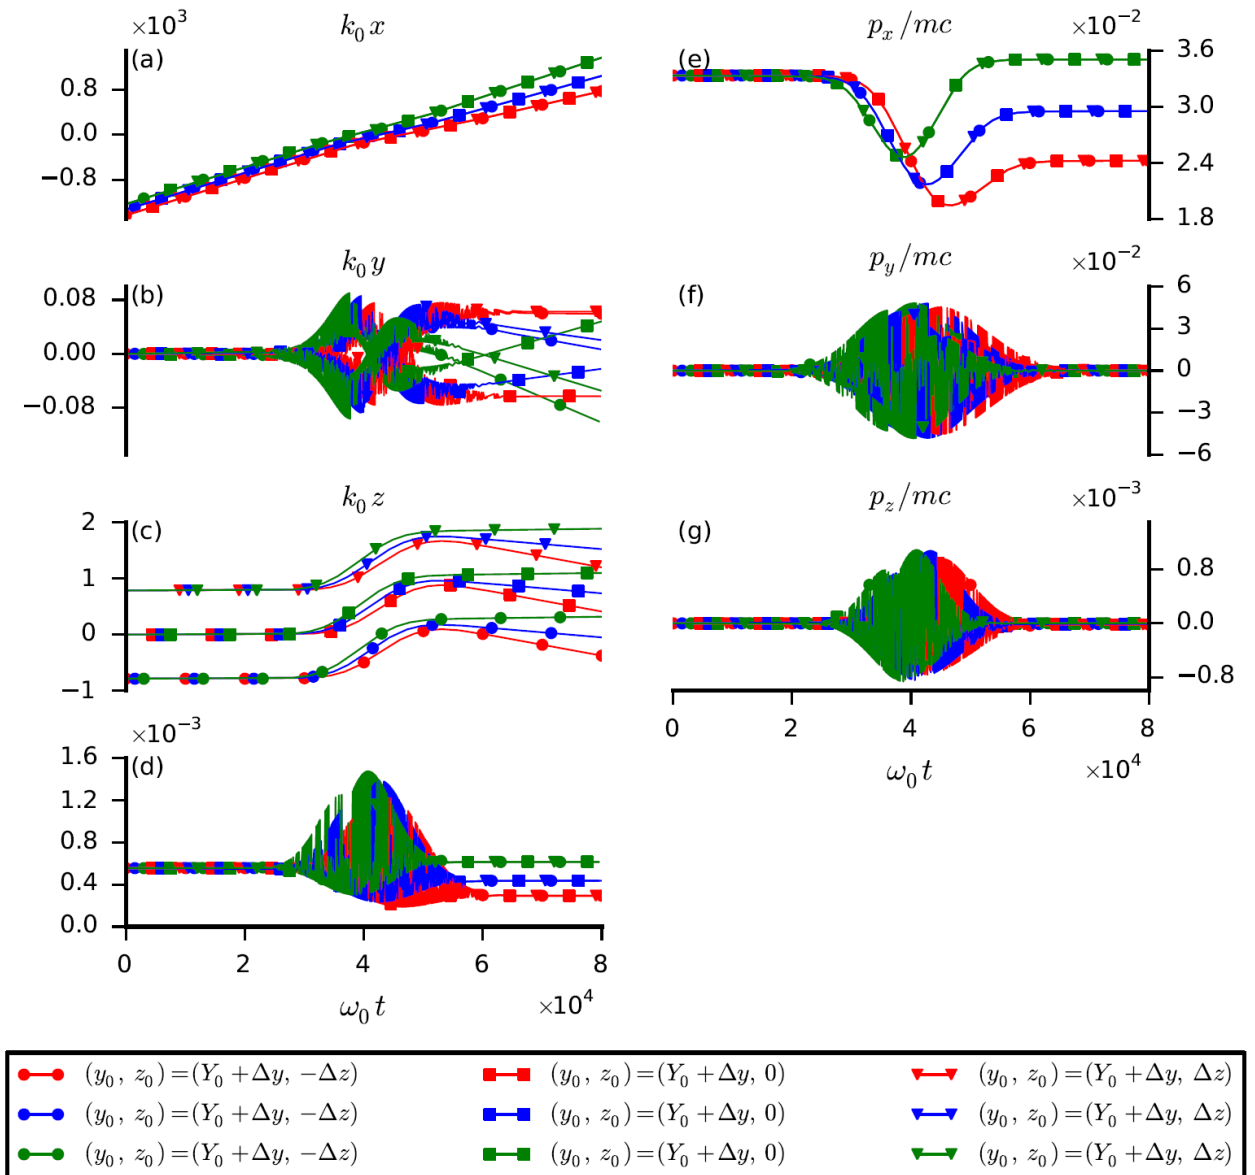 ×10³ k₀x
(a)
0.8
0.0
−0.8
pₓ/mc ×10⁻²
(e)
3.6
3.0
2.4
1.8
k₀y
(b)
0.08
0.00
−0.08
p_y/mc ×10⁻²
(f)
6
3
0
−3
−6
k₀z
(c)
2
1
0
−1
p_z/mc ×10⁻³
(g)
0.8
0.0
−0.8
0 2 4 6 8
ω₀t ×10⁴
×10⁻³
(d)
1.6
1.2
0.8
0.4
0.0
0 2 4 6 8
ω₀t ×10⁴
(y₀, z₀)=(Y₀+Δy, −Δz) (y₀, z₀)=(Y₀+Δy, 0) (y₀, z₀)=(Y₀+Δy, Δz)
(y₀, z₀)=(Y₀+Δy, −Δz) (y₀, z₀)=(Y₀+Δy, 0) (y₀, z₀)=(Y₀+Δy, Δz)
(y₀, z₀)=(Y₀+Δy, −Δz) (y₀, z₀)=(Y₀+Δy, 0) (y₀, z₀)=(Y₀+Δy, Δz)